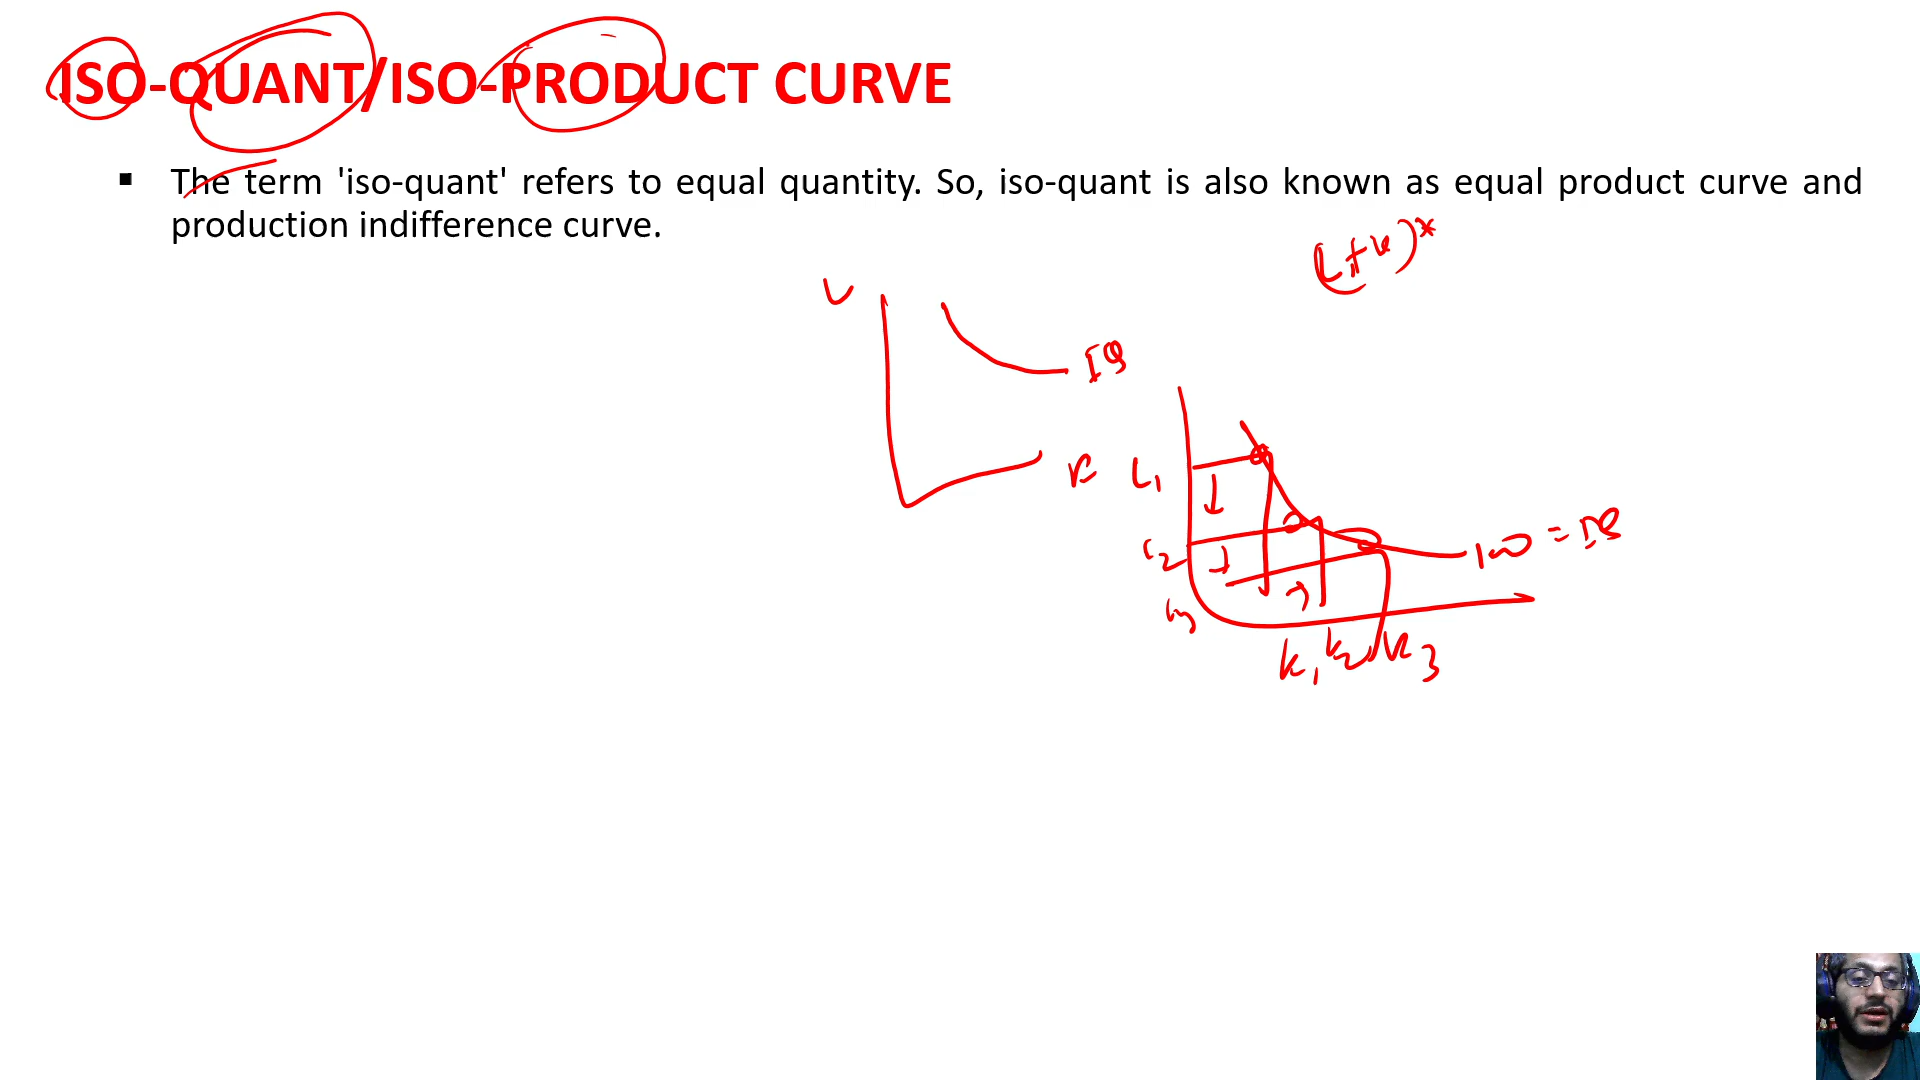 ISO-QUANT/ISO-PRODUCT CURVE
▪ The term 'iso-quant' refers to equal quantity. So, iso-quant is also known as equal product curve and
production indifference curve.
(L+K)*
L
IQ
K
L1
L2
100 = IQ
L3
K1 K2 K3